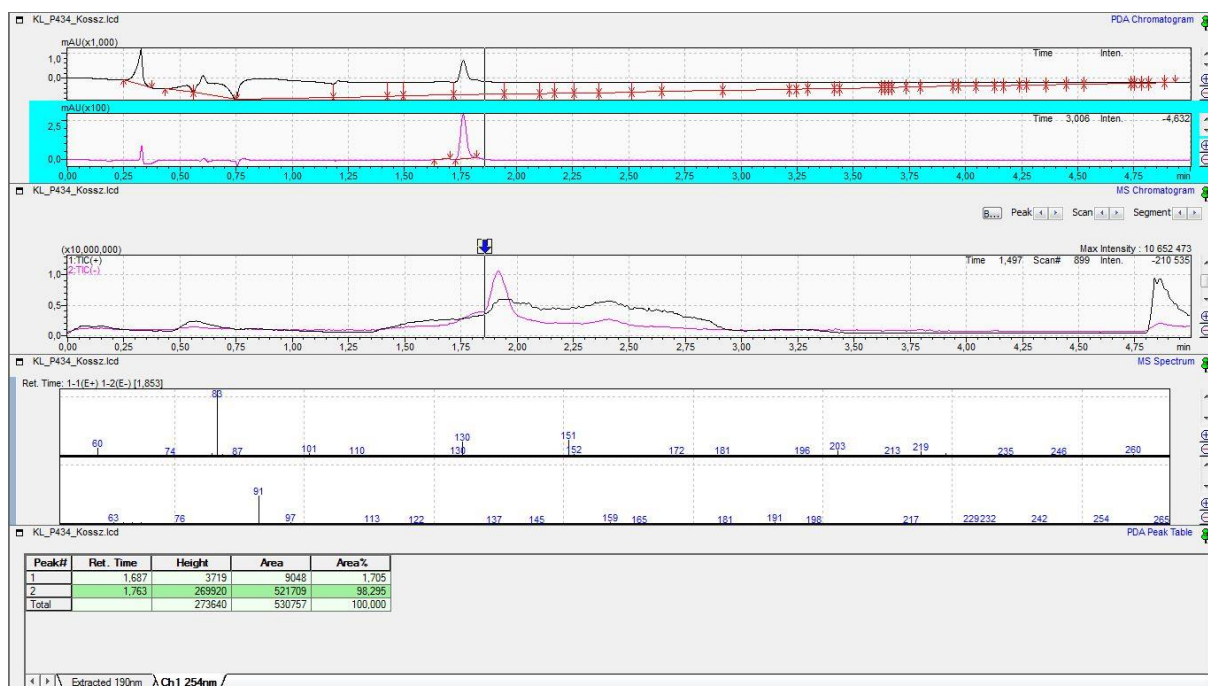 KL_P434_Kossz.lcd PDA Chromatogram
mAU(x1,000)
Time Inten.
1,0
0,0
mAU(x100)
Time 3,006 Inten. -4,632
2,5
0,0
0,00 0,25 0,50 0,75 1,00 1,25 1,50 1,75 2,00 2,25 2,50 2,75 3,00 3,25 3,50 3,75 4,00 4,25 4,50 4,75 min
KL_P434_Kossz.lcd MS Chromatogram
B... Peak Scan Segment
(x10,000,000) Max Intensity : 10 652 473
1:TIC(+) Time 1,497 Scan# 899 Inten. -210 535
2:TIC(-)
1,0
0,5
0,0
0,00 0,25 0,50 0,75 1,00 1,25 1,50 1,75 2,00 2,25 2,50 2,75 3,00 3,25 3,50 3,75 4,00 4,25 4,50 4,75 min
KL_P434_Kossz.lcd MS Spectrum
Ret. Time: 1-1(E+) 1-2(E-) [1,853]
83
130 151
60 74 87 101 110 130 152 172 181 196 203 213 219 235 246 260
91
63 76 97 113 122 137 145 159 165 181 191 198 217 229 232 242 254 265
KL_P434_Kossz.lcd PDA Peak Table
Peak# Ret. Time Height Area Area%
1 1,687 3719 9048 1,705
2 1,763 269920 521709 98,295
Total 273640 530757 100,000
Extracted 190nm Ch1 254nm